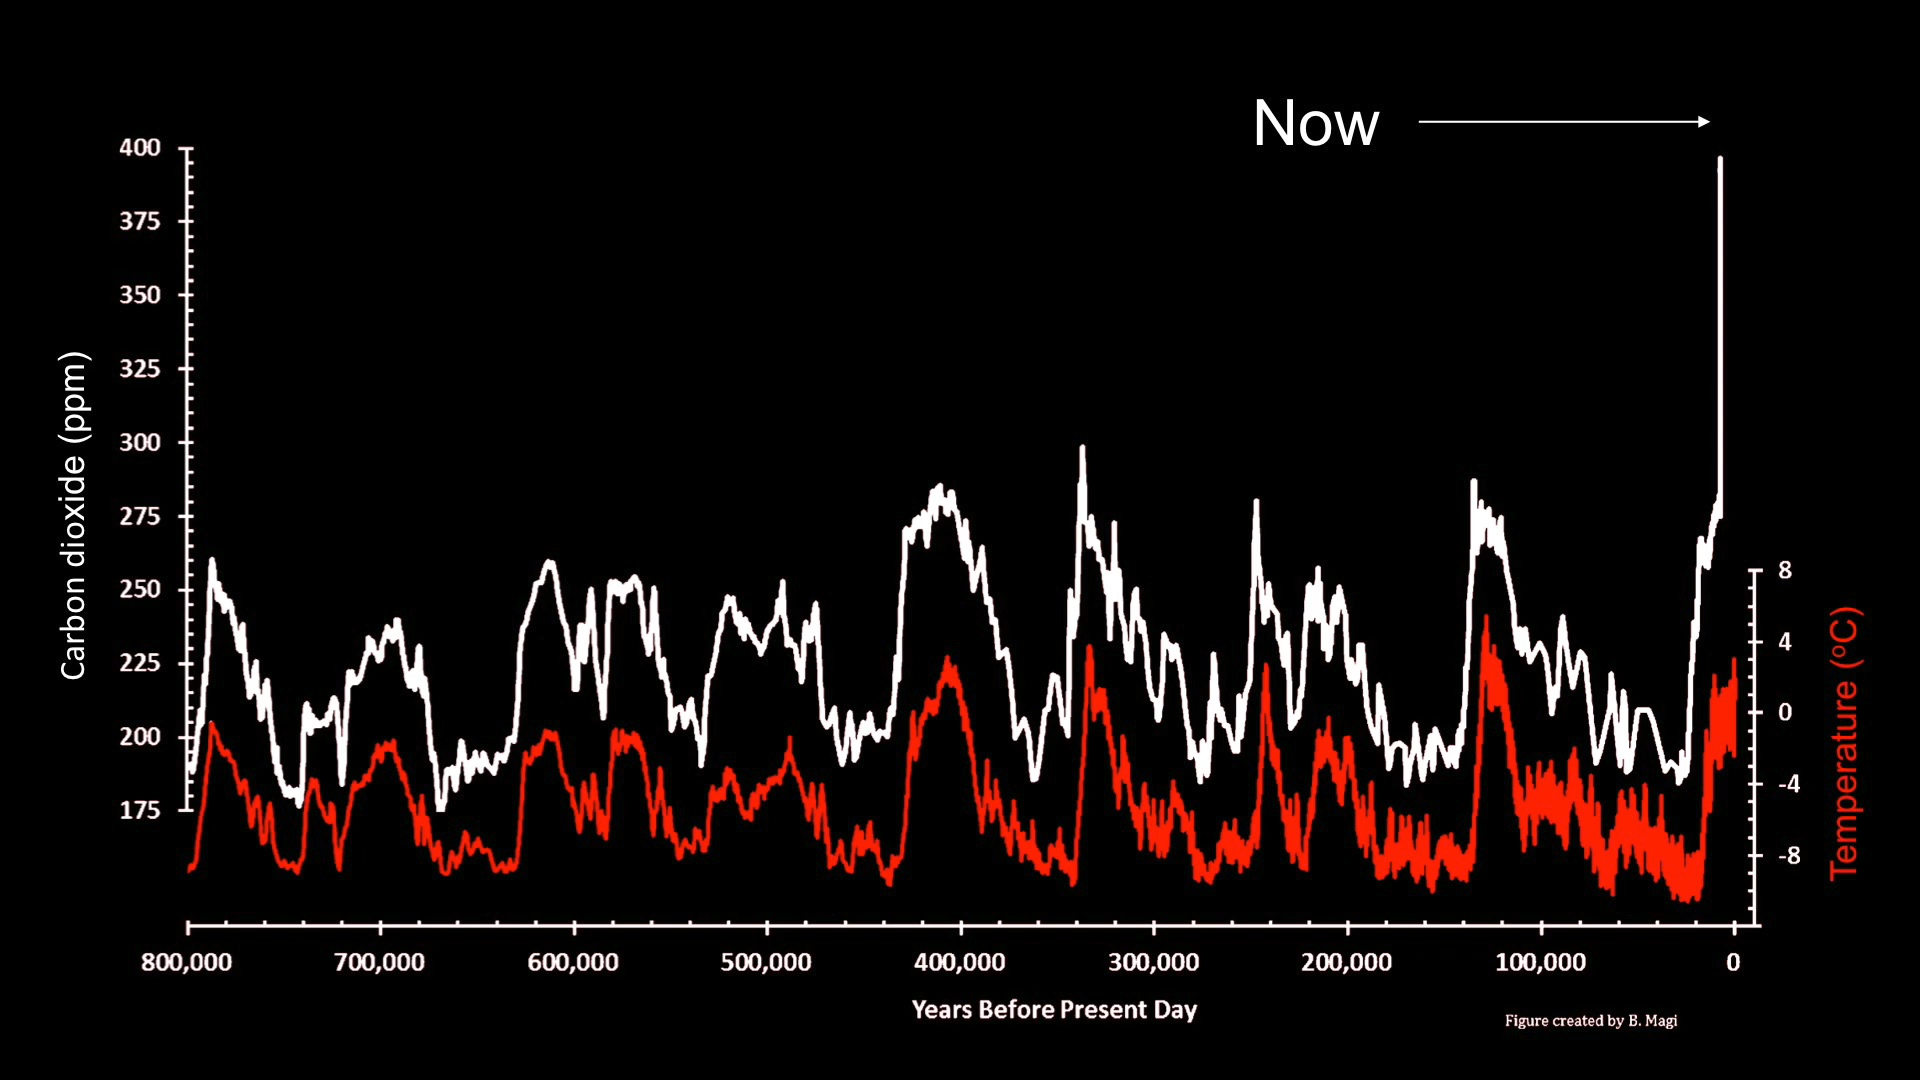 Now
400
375
350
325
300
275
250
225
200
175
Carbon dioxide (ppm)
8
4
0
-4
-8
Temperature (ºC)
800,000 700,000 600,000 500,000 400,000 300,000 200,000 100,000 0
Years Before Present Day
Figure created by B. Magi